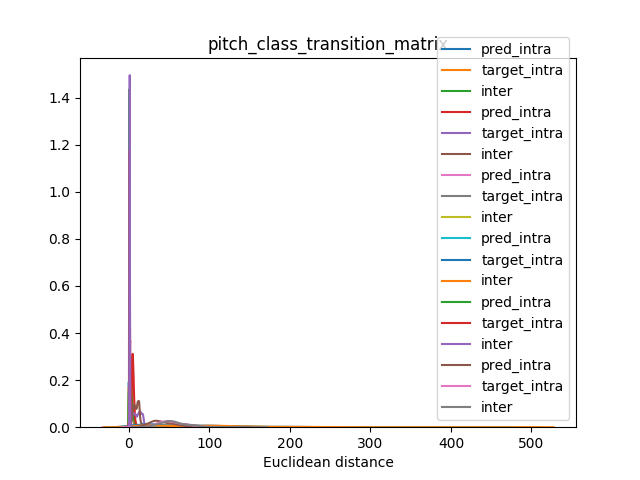 pitch_class_transition_matrix
pred_intra
target_intra
inter
pred_intra
target_intra
inter
pred_intra
target_intra
inter
pred_intra
target_intra
inter
pred_intra
target_intra
inter
pred_intra
target_intra
inter
1.4
1.2
1.0
0.8
0.6
0.4
0.2
0.0
0 100 200 300 400 500
Euclidean distance